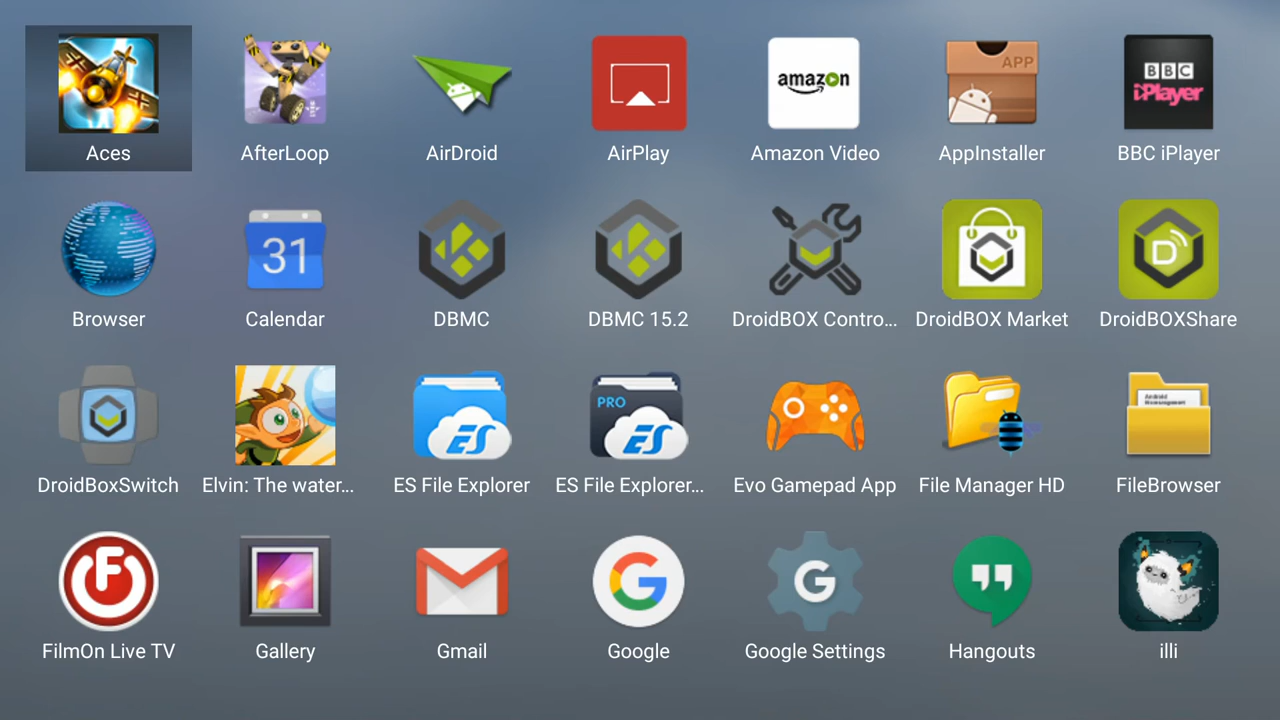 APP
amazon
BBC
iPlayer
Aces
AfterLoop
AirDroid
AirPlay
Amazon Video
AppInstaller
BBC iPlayer
31
D
Browser
Calendar
DBMC
DBMC 15.2
DroidBOX Contro...
DroidBOX Market
DroidBOXShare
PRO
ES
ES
DroidBoxSwitch
Elvin: The water...
ES File Explorer
ES File Explorer...
Evo Gamepad App
File Manager HD
FileBrowser
F
G
G
FilmOn Live TV
Gallery
Gmail
Google
Google Settings
Hangouts
illi